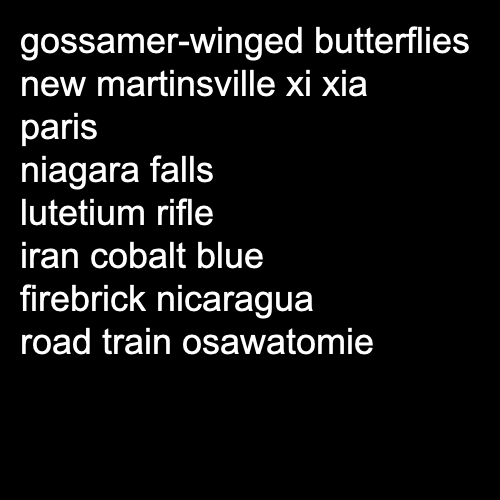 gossamer-winged butterflies
new martinsville xi xia
paris
niagara falls
lutetium rifle
iran cobalt blue
firebrick nicaragua
road train osawatomie